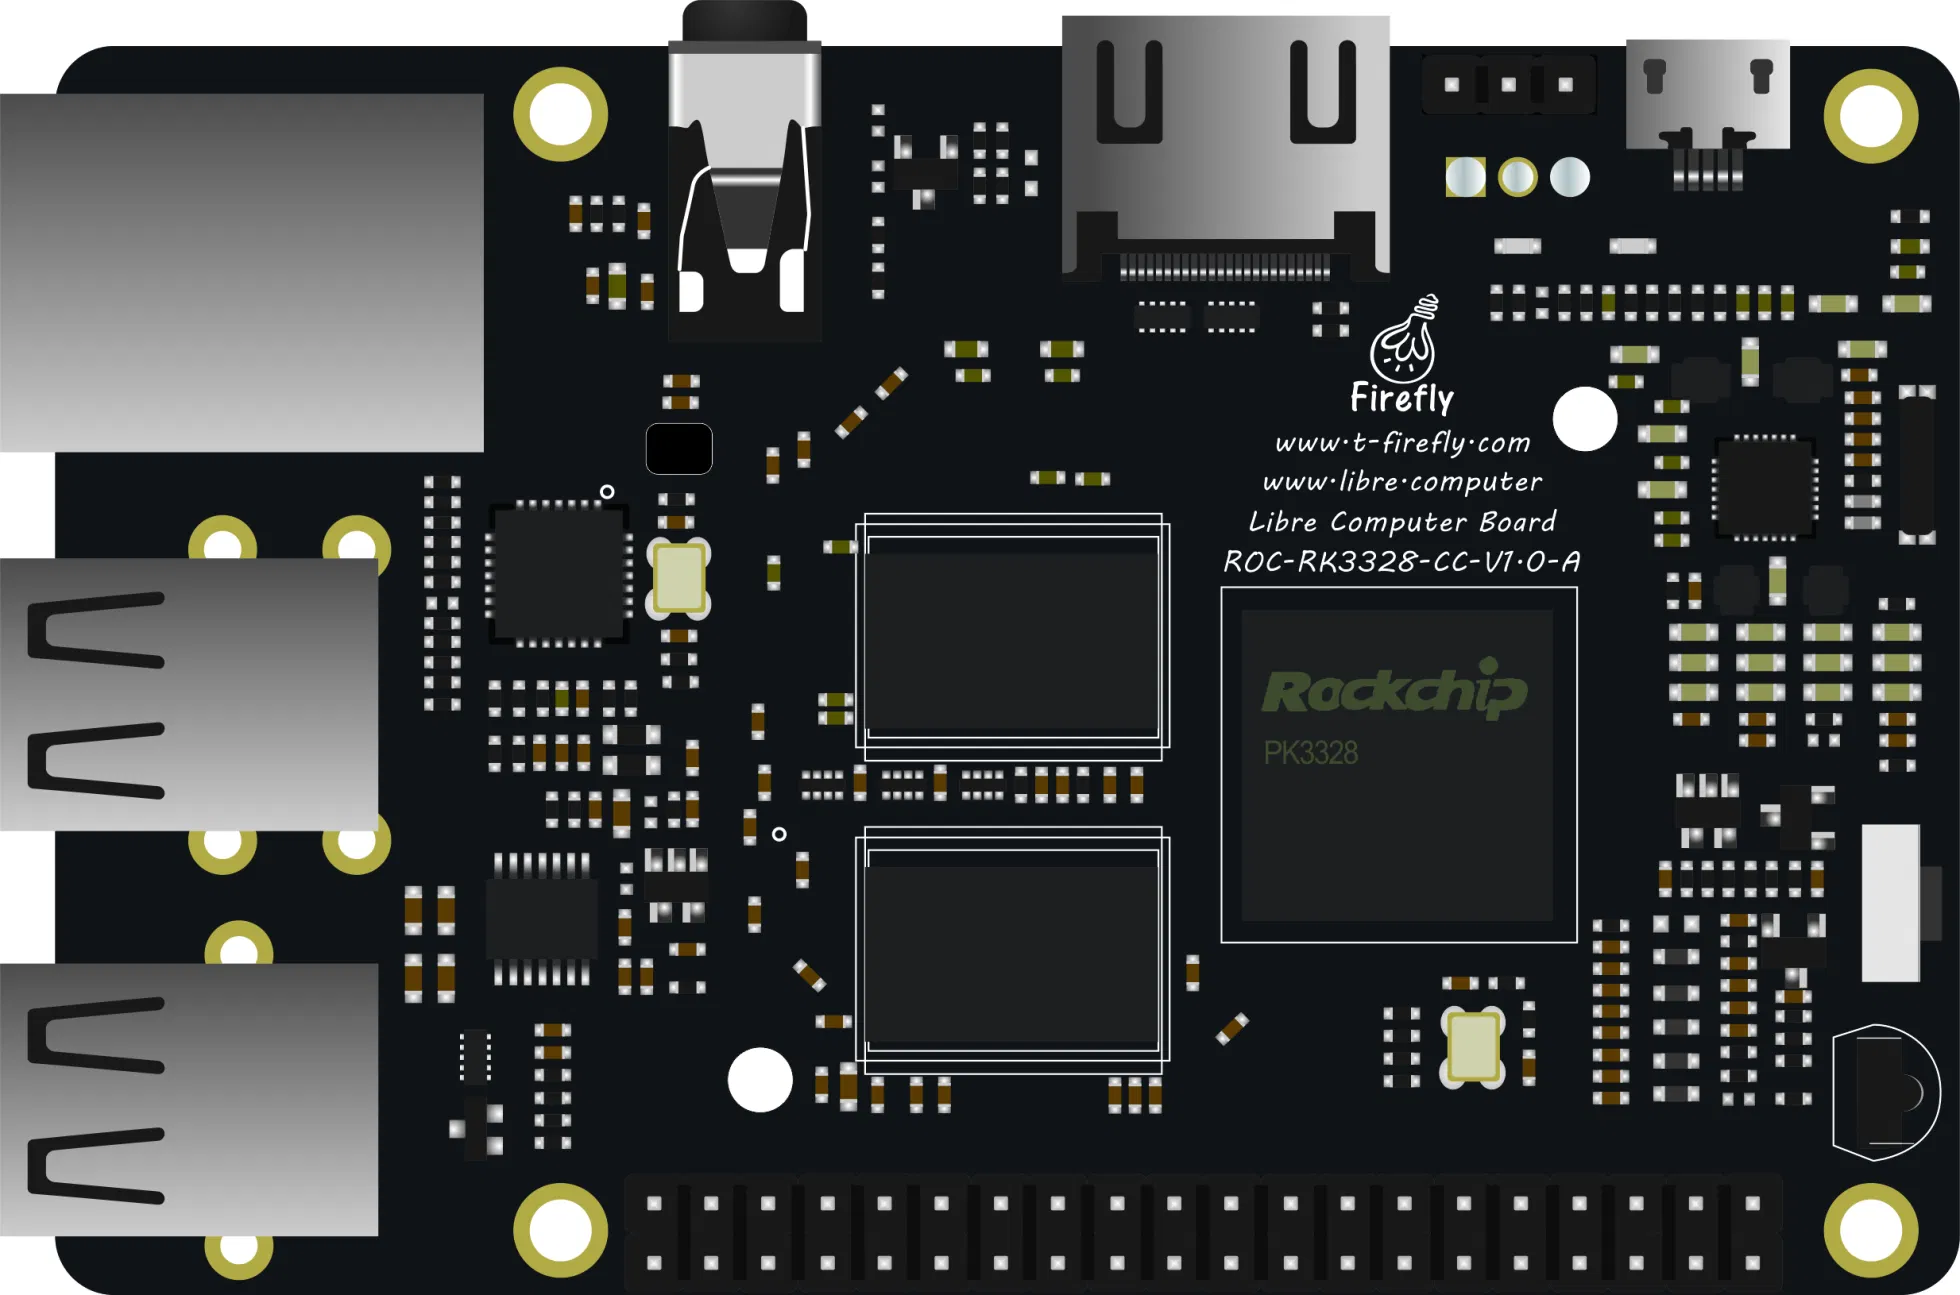 Firefly
www.t-firefly.com
www.libre.computer
Libre Computer Board
ROC-RK3328-CC-V1.0-A
Rockchip
PK3328